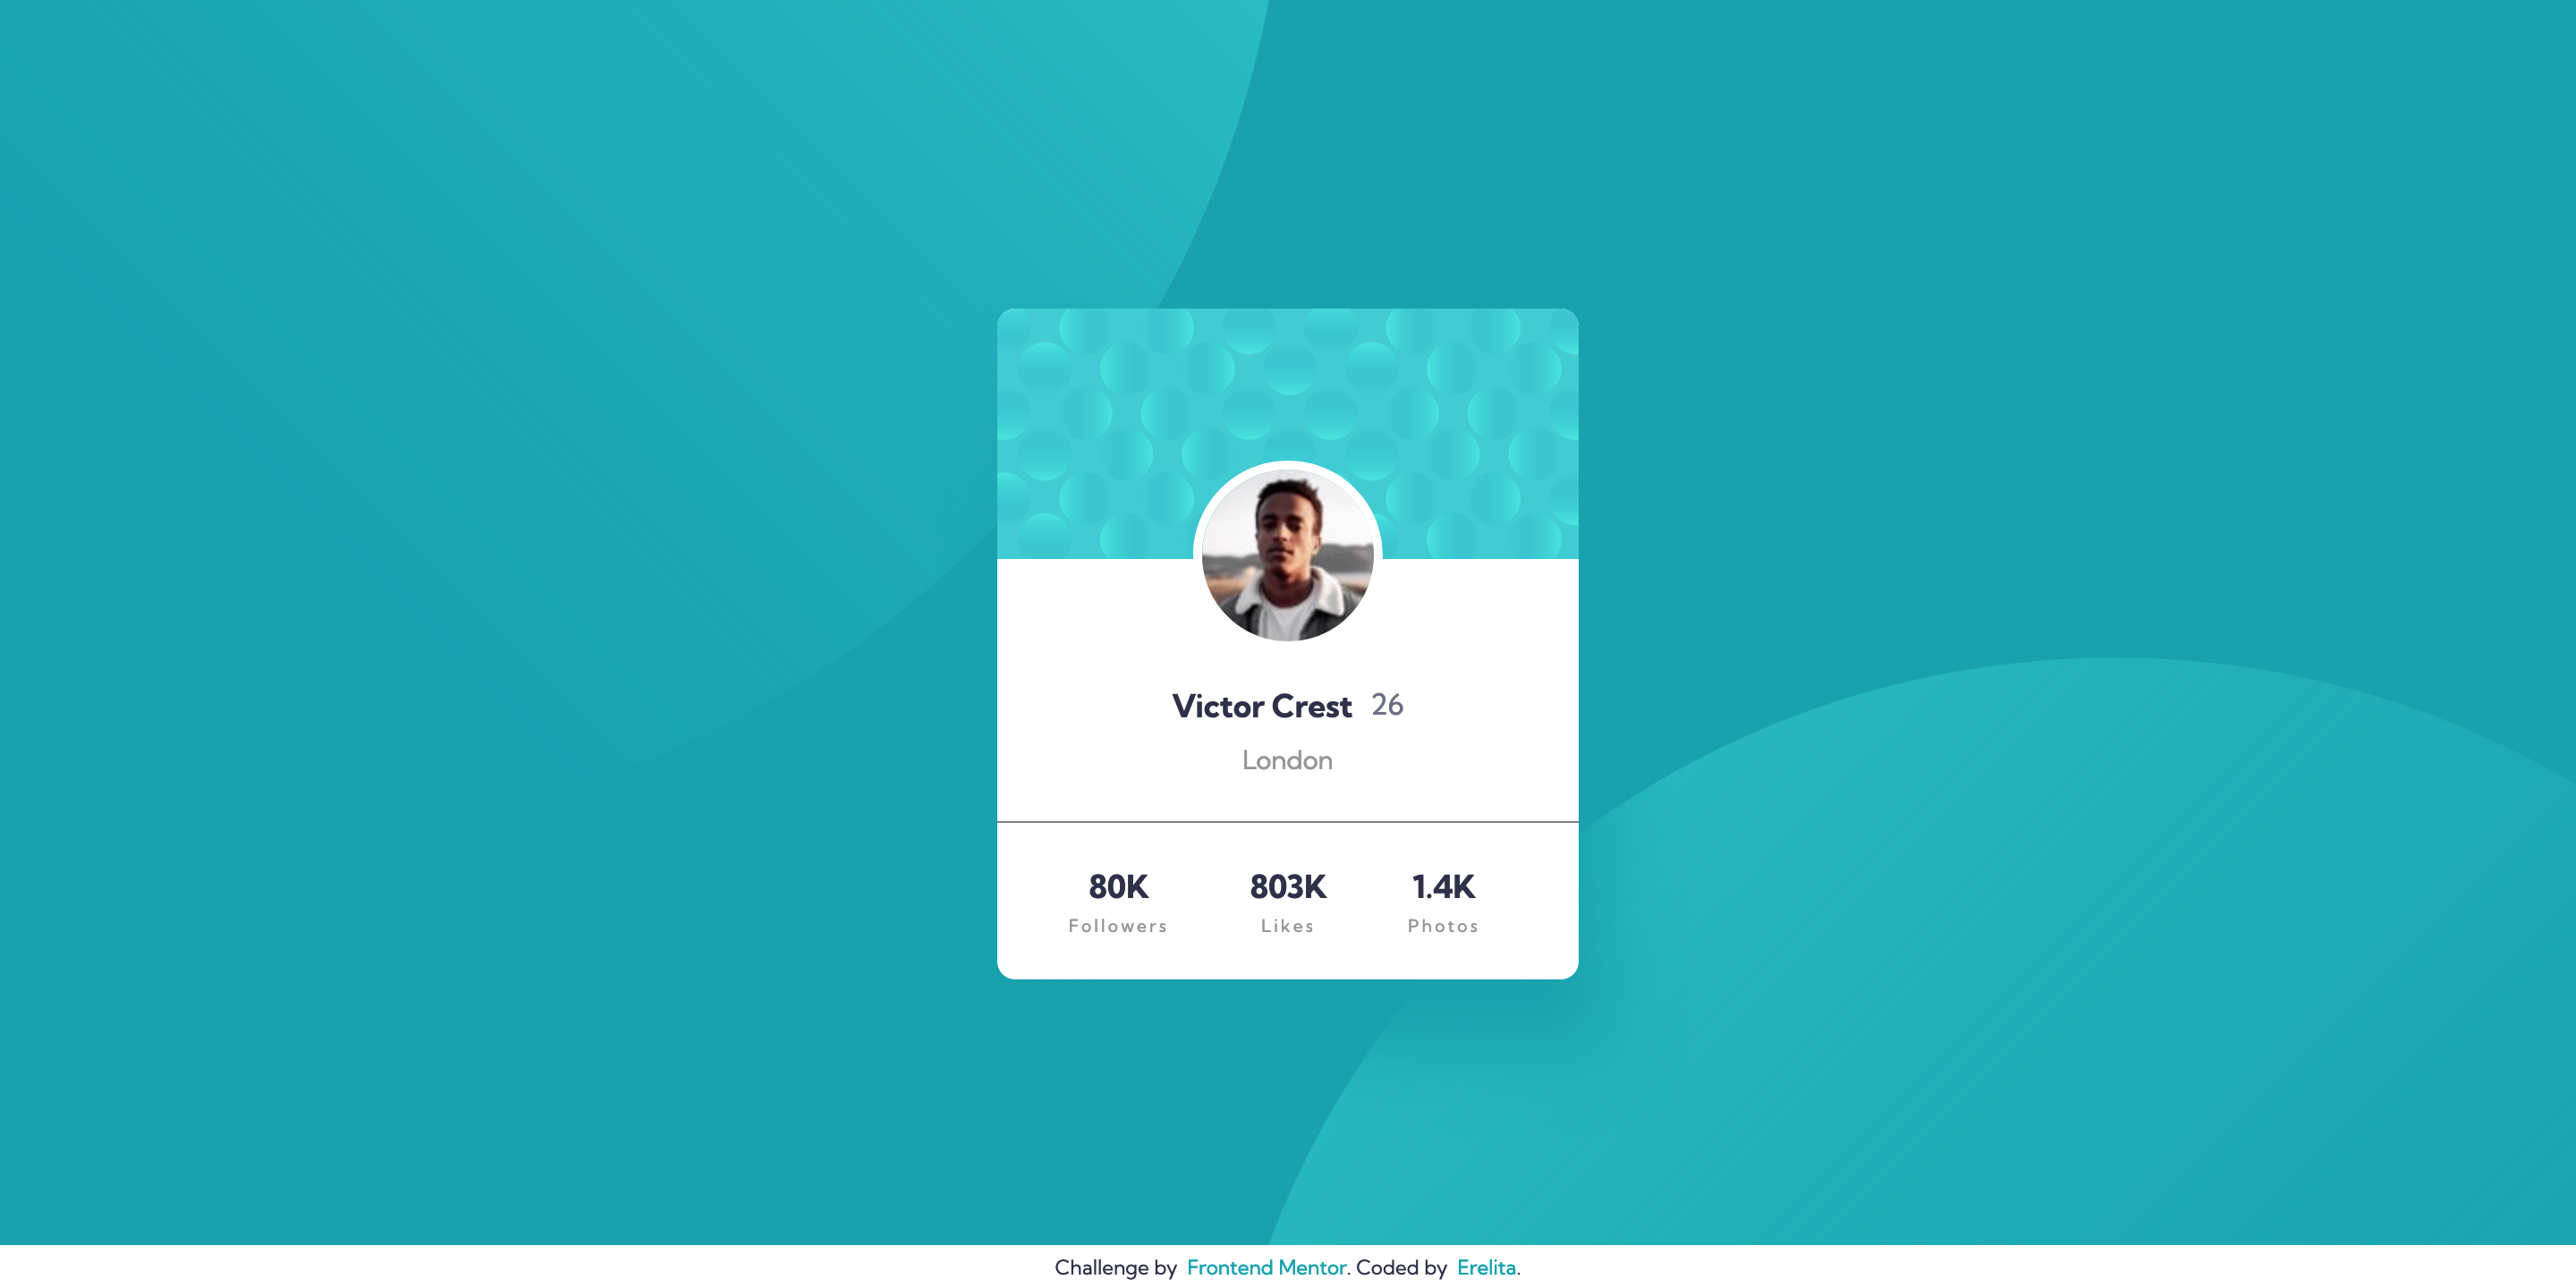 Victor Crest 26
London
80K 803K 1.4K
Followers Likes Photos
Challenge by Frontend Mentor. Coded by Erelita.